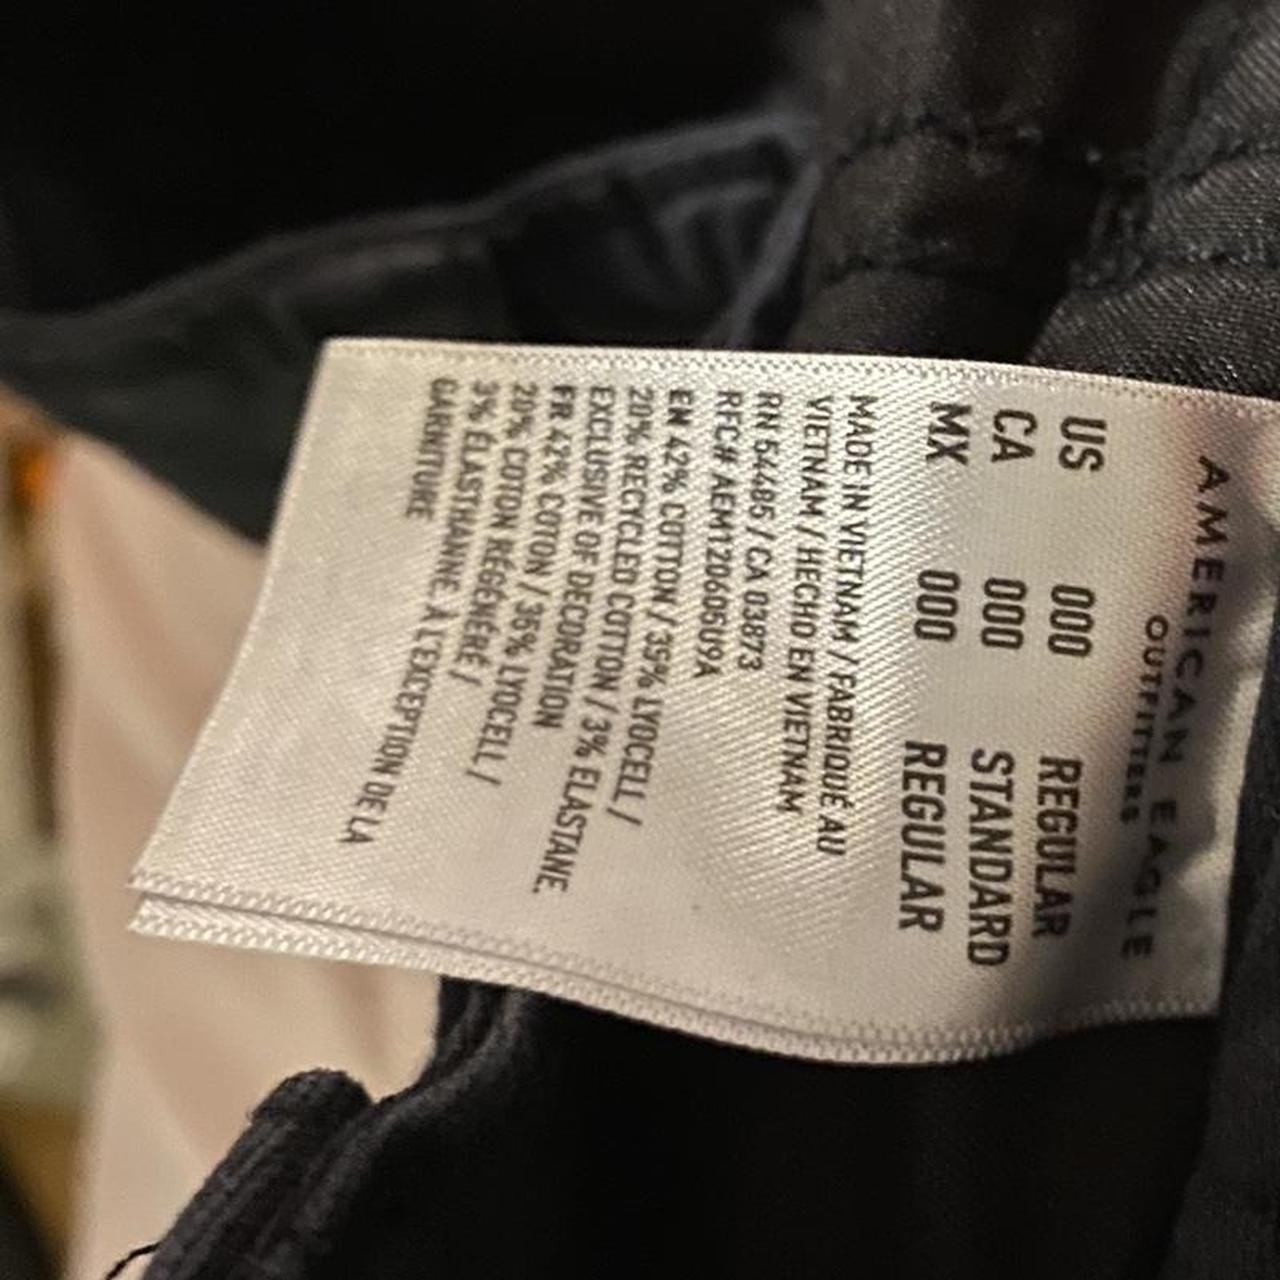 AMERICAN EAGLE
OUTFITTERS
US 000 REGULAR
CA 000 STANDARD
MX 000 REGULAR
MADE IN VIETNAM / FABRIQUÉ AU
VIETNAM / HECHO EN VIETNAM
RN 54485 / CA 03873
RFC# AEM120606U9A
EN 42% COTTON / 35% LYOCELL /
20% RECYCLED COTTON / 3% ELASTANE.
EXCLUSIVE OF DECORATION
FR 42% COTON / 35% LYOCELL /
20% COTON RÉGÉNÉRÉ /
3% ÉLASTHANNE. À L'EXCEPTION DE LA
GARNITURE